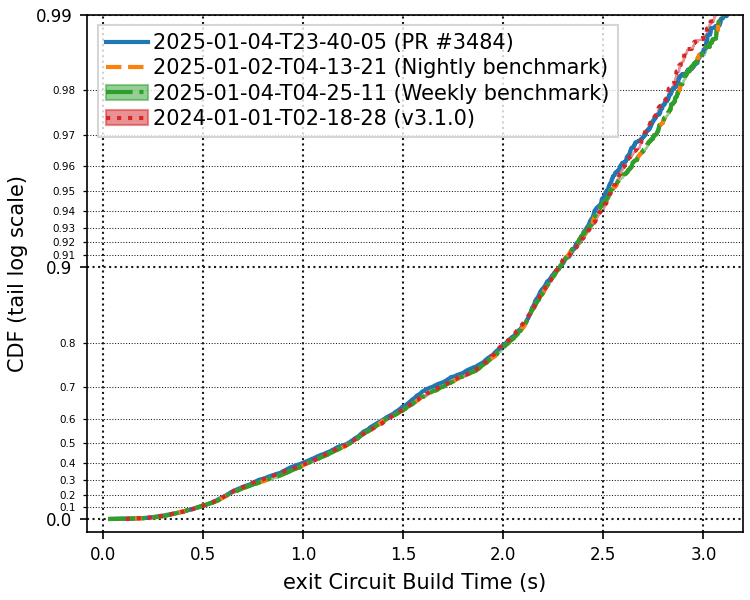 0.99
2025-01-04-T23-40-05 (PR #3484)
2025-01-02-T04-13-21 (Nightly benchmark)
2025-01-04-T04-25-11 (Weekly benchmark)
2024-01-01-T02-18-28 (v3.1.0)
0.98
0.97
0.96
0.95
0.94
0.93
0.92
0.91
0.9
0.8
0.7
0.6
0.5
0.4
0.3
0.2
0.1
0.0
CDF (tail log scale)
0.0 0.5 1.0 1.5 2.0 2.5 3.0
exit Circuit Build Time (s)